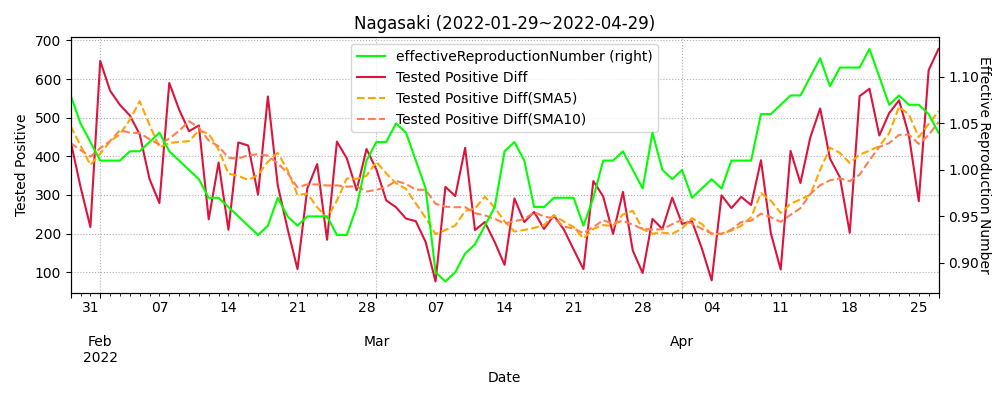 Nagasaki (2022-01-29~2022-04-29)
effectiveReproductionNumber (right)
Tested Positive Diff
Tested Positive Diff(SMA5)
Tested Positive Diff(SMA10)
Tested Positive
700
600
500
400
300
200
100
1.10
1.05
1.00
0.95
0.90
Effective Reproduction Number
31 07 14 21 28 07 14 21 28 04 11 18 25
Feb Mar Apr
2022
Date